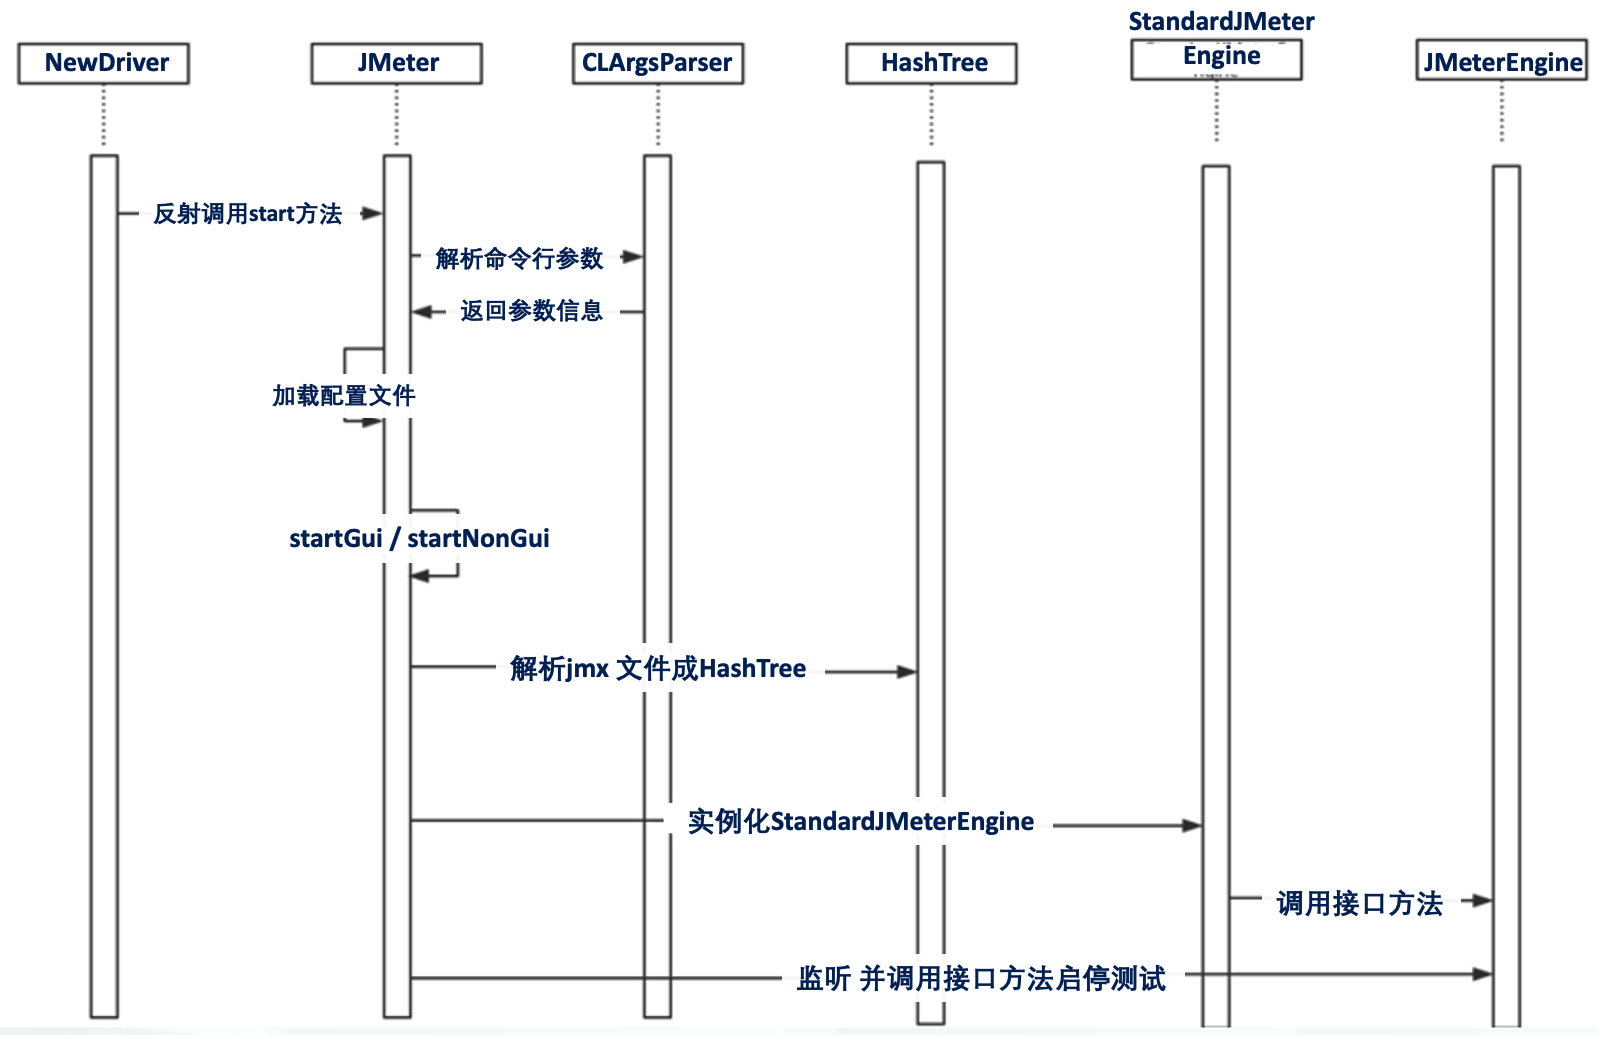 NewDriver
JMeter
CLArgsParser
HashTree
StandardJMeter
Engine
JMeterEngine
反射调用start方法
解析命令行参数
返回参数信息
加载配置文件
startGui / startNonGui
解析jmx 文件成HashTree
实例化StandardJMeterEngine
调用接口方法
监听 并调用接口方法启停测试